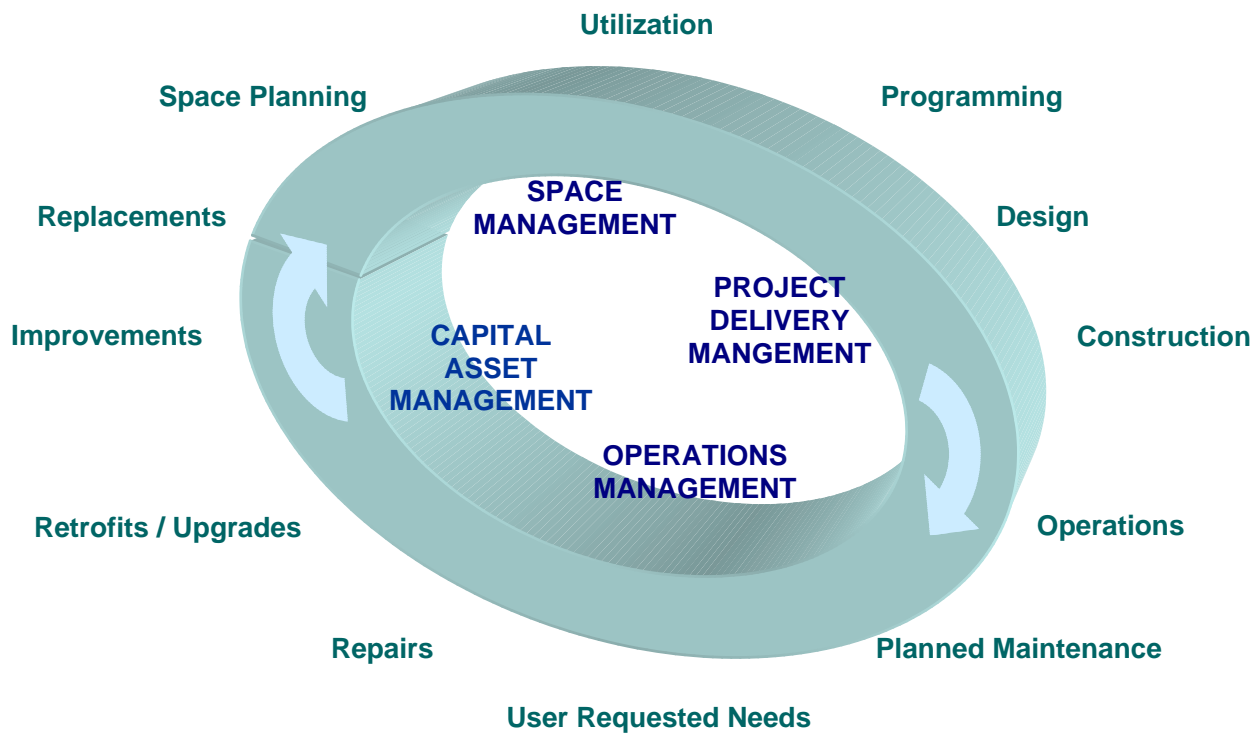 Utilization
Space Planning
Programming
Replacements
SPACE
MANAGEMENT
Design
Improvements
CAPITAL
ASSET
MANAGEMENT
PROJECT
DELIVERY
MANGEMENT
Construction
OPERATIONS
MANAGEMENT
Retrofits / Upgrades
Operations
Repairs
Planned Maintenance
User Requested Needs